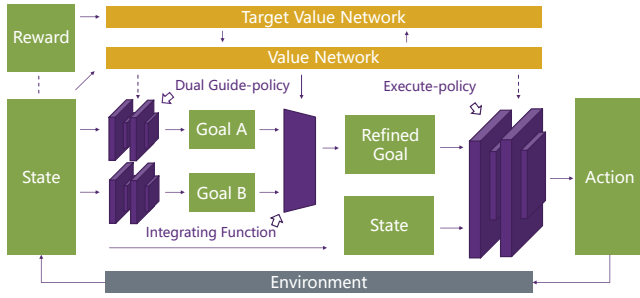 Target Value Network
Reward
Value Network
Dual Guide-policy
Execute-policy
Goal A
Refined
Goal
State
Goal B
Action
State
Integrating Function
Environment